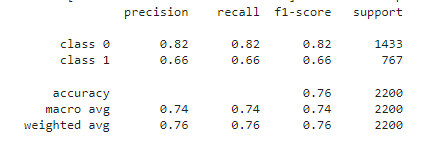 precision recall f1-score support
class 0 0.82 0.82 0.82 1433
class 1 0.66 0.66 0.66 767
accuracy 0.76 2200
macro avg 0.74 0.74 0.74 2200
weighted avg 0.76 0.76 0.76 2200